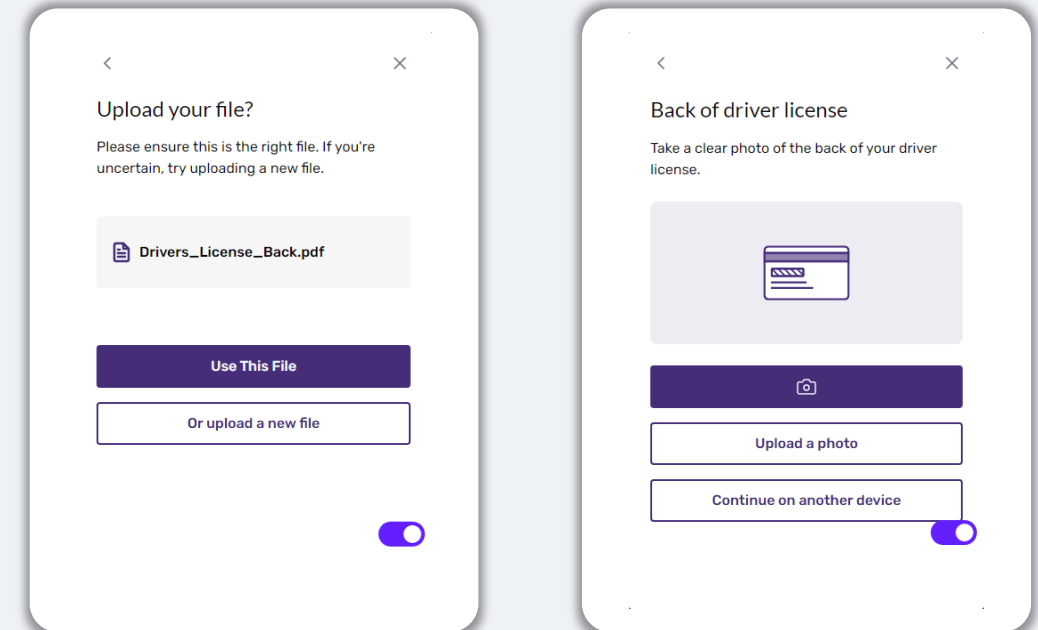 Upload your file?
Please ensure this is the right file. If you're
uncertain, try uploading a new file.
Drivers_License_Back.pdf
Use This File
Or upload a new file
Back of driver license
Take a clear photo of the back of your driver
license.
Upload a photo
Continue on another device